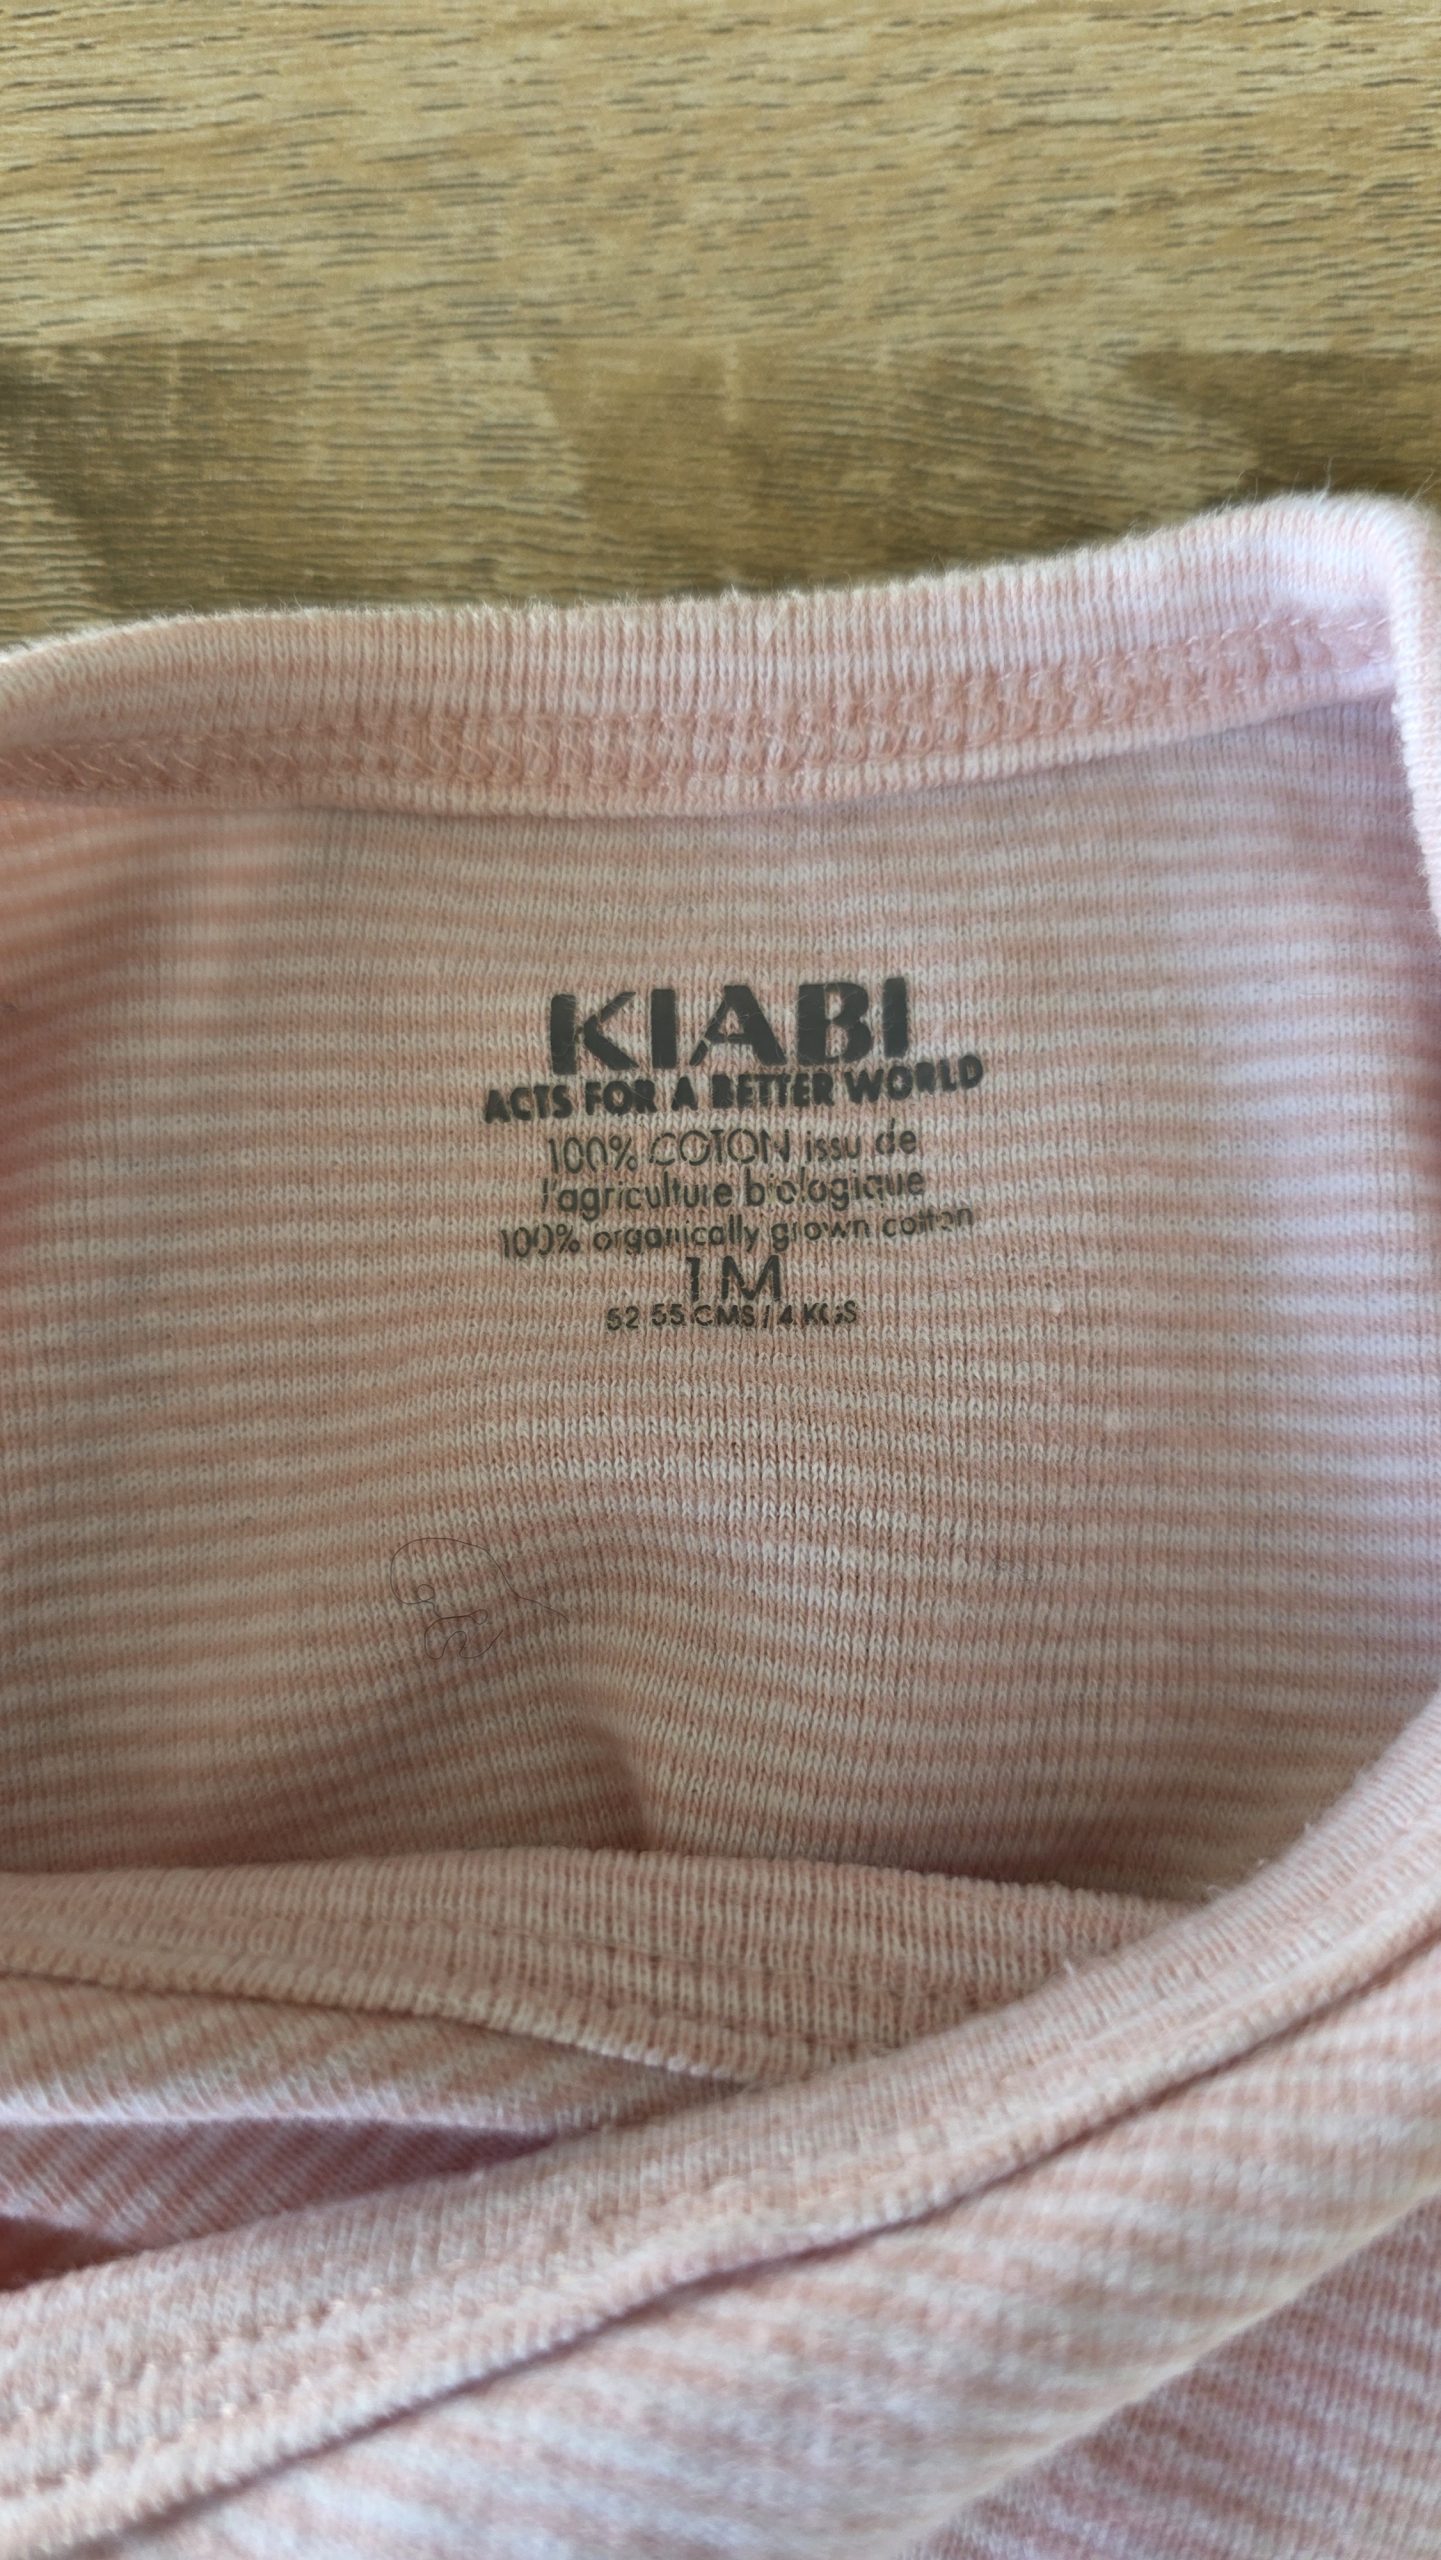 KIABI
ACTS FOR A BETTER WORLD
100% COTON issu de
l'agriculture biologique
100% organically grown cotton
1M
52 55 CMS / 4 KGS